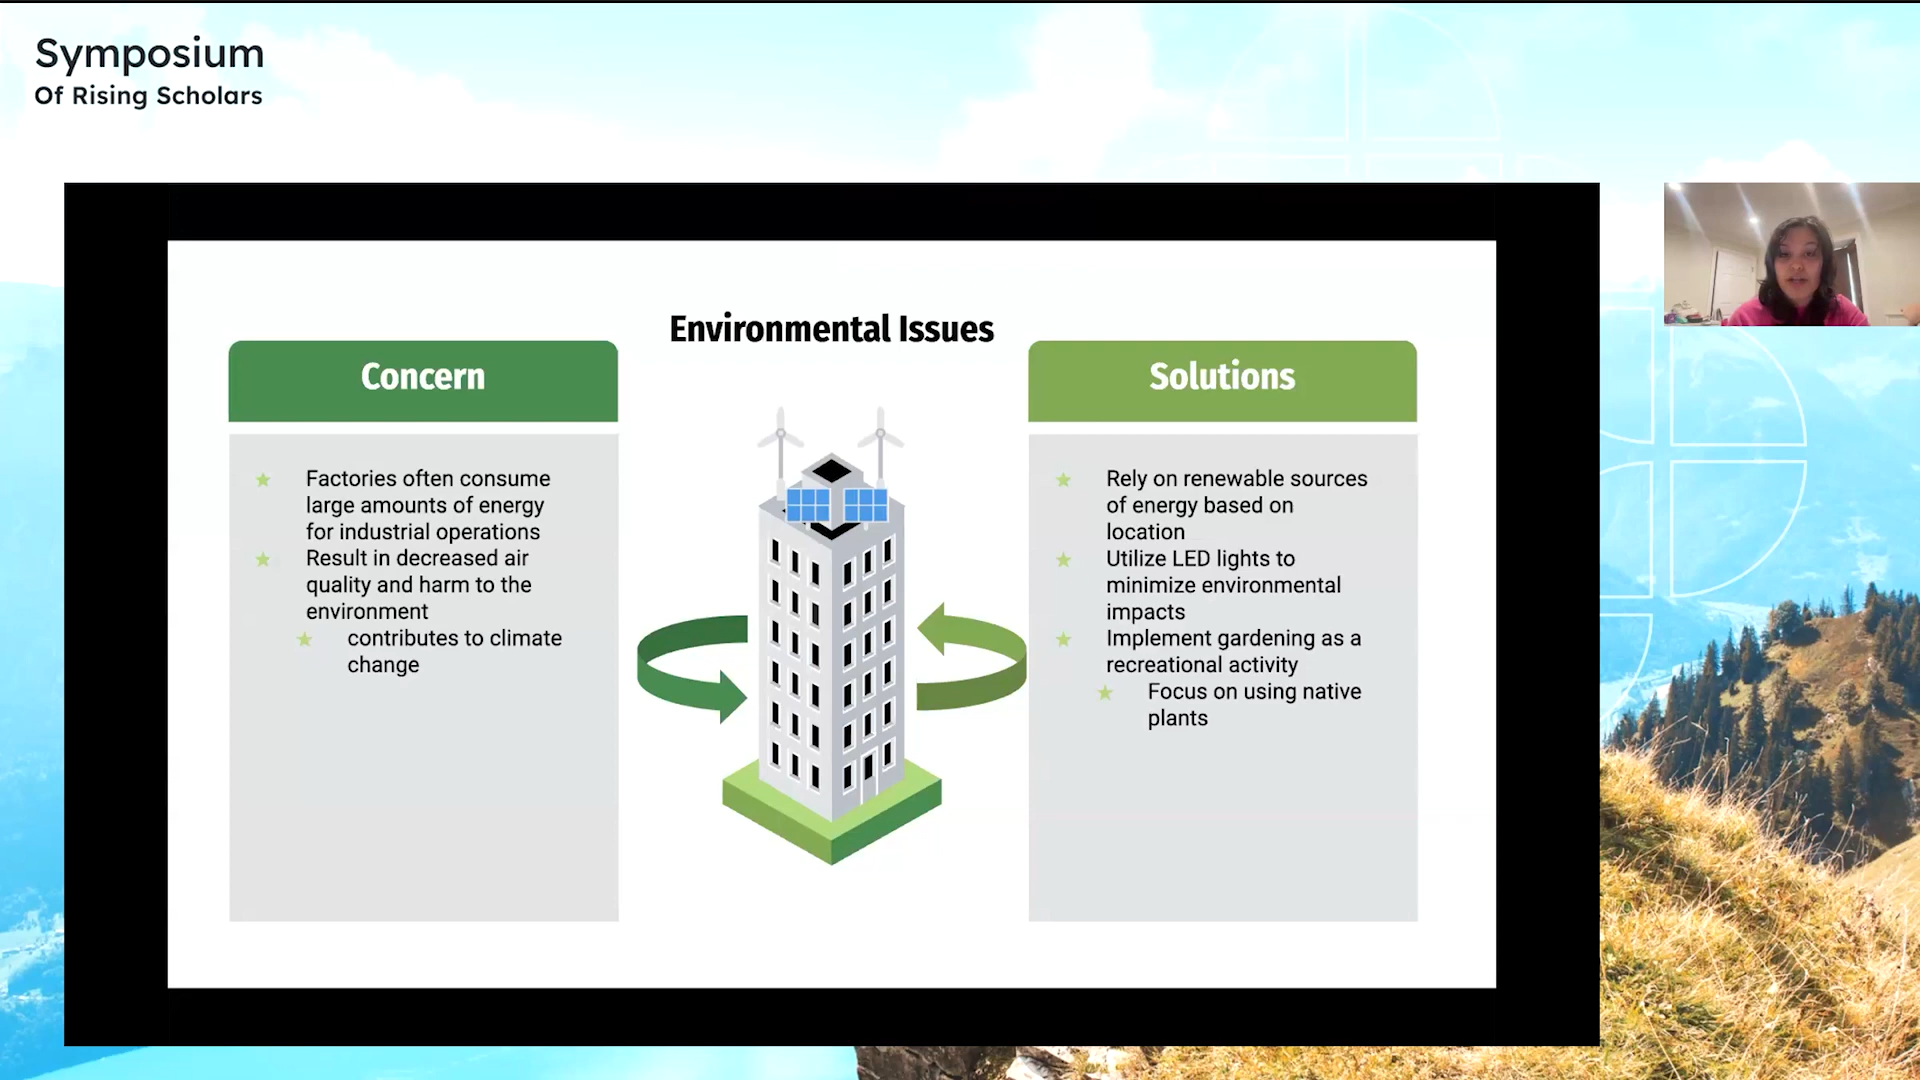 Symposium
Of Rising Scholars
Environmental Issues
Concern
Factories often consume
large amounts of energy
for industrial operations
Result in decreased air
quality and harm to the
environment
contributes to climate
change
Solutions
Rely on renewable sources
of energy based on
location
Utilize LED lights to
minimize environmental
impacts
Implement gardening as a
recreational activity
Focus on using native
plants